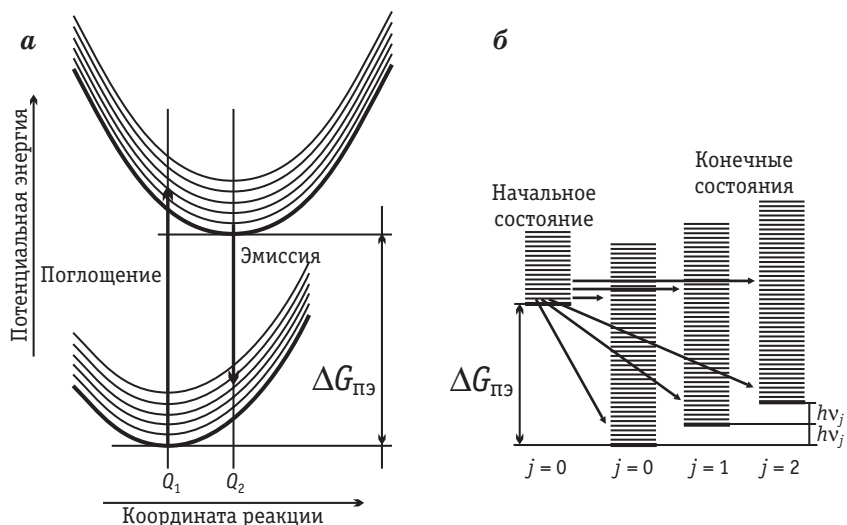 а
Потенциальная энергия
Поглощение
Эмиссия
ΔGпэ
Q1
Q2
Координата реакции
б
Начальное
состояние
Конечные
состояния
ΔGпэ
hνj
hνj
j = 0
j = 0
j = 1
j = 2